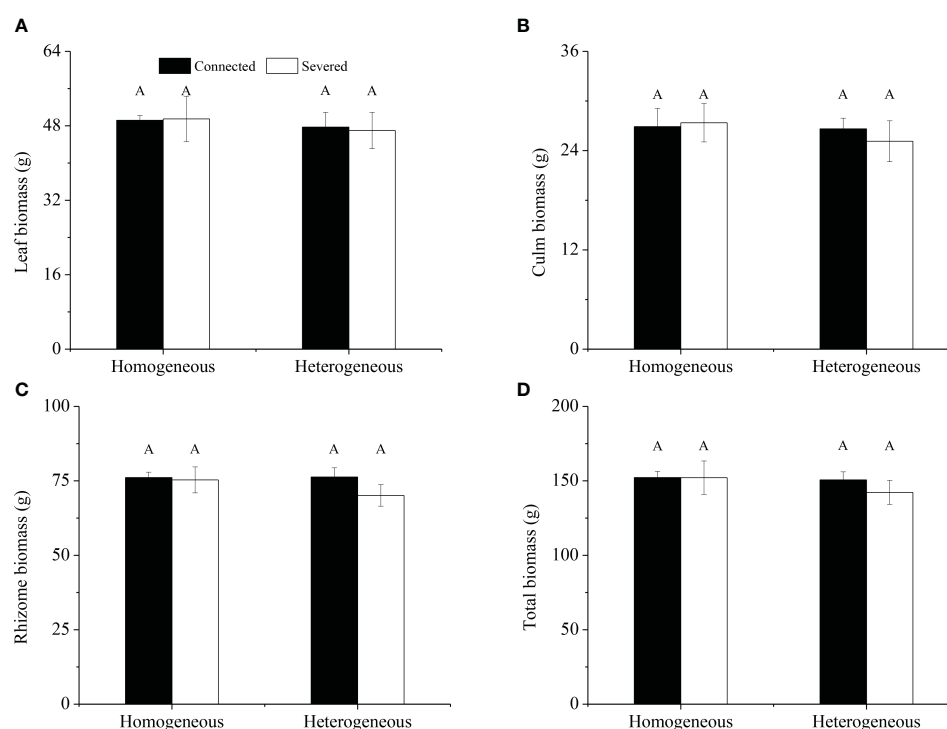 A
Leaf biomass (g)
64
48
32
16
0
Connected
Severed
A
A
A
A
Homogeneous
Heterogeneous
B
Culm biomass (g)
36
24
12
0
A
A
A
A
Homogeneous
Heterogeneous
C
Rhizome biomass (g)
100
75
50
25
0
A
A
A
A
Homogeneous
Heterogeneous
D
Total biomass (g)
200
150
100
50
0
A
A
A
A
Homogeneous
Heterogeneous